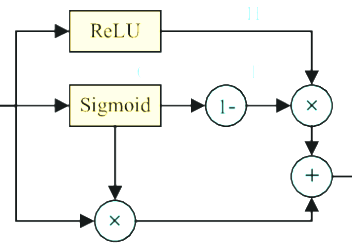 ReLU
Sigmoid
1-
×
+
×